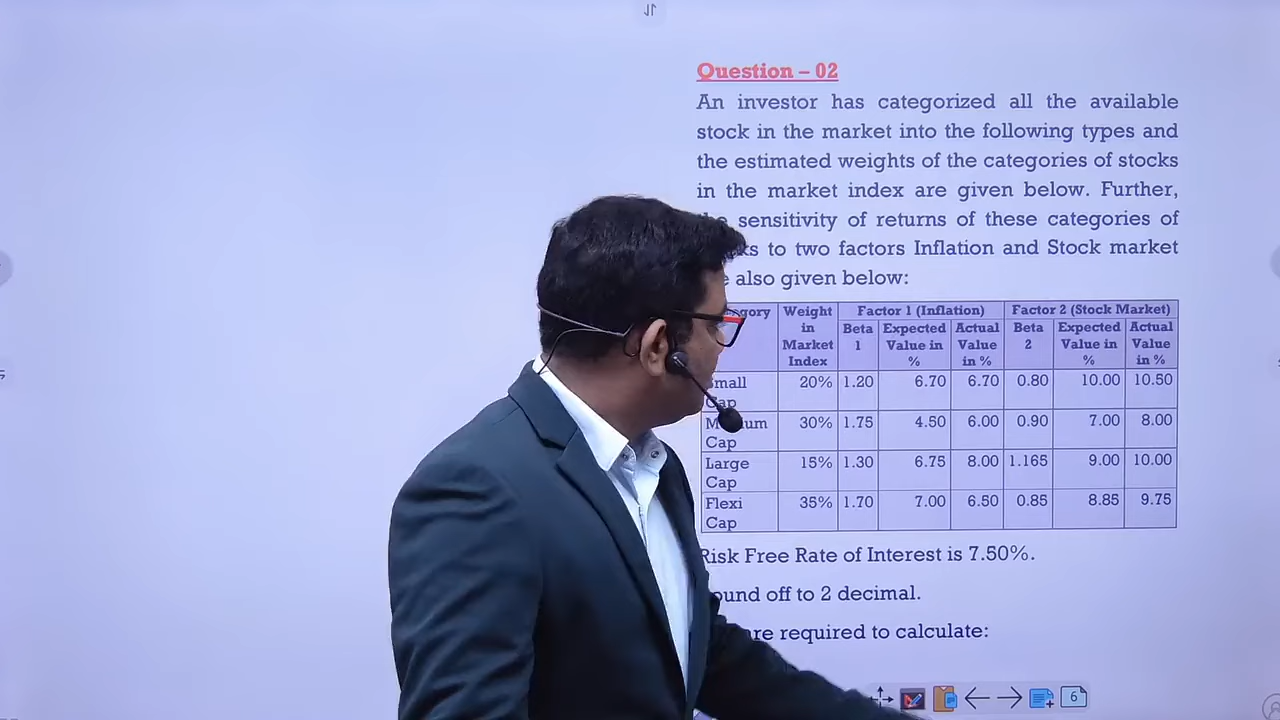 Question – 02
An investor has categorized all the available
stock in the market into the following types and
the estimated weights of the categories of stocks
in the market index are given below. Further,
sensitivity of returns of these categories of
to two factors Inflation and Stock market
also given below:
Weight in Market Index Factor 1 (Inflation) Factor 2 (Stock Market)
Beta 1 Expected Value in % Actual Value in % Beta 2 Expected Value in % Actual Value in %
Small Cap 20% 1.20 6.70 6.70 0.80 10.00 10.50
Medium Cap 30% 1.75 4.50 6.00 0.90 7.00 8.00
Large Cap 15% 1.30 6.75 8.00 1.165 9.00 10.00
Flexi Cap 35% 1.70 7.00 6.50 0.85 8.85 9.75
Risk Free Rate of Interest is 7.50%.
Round off to 2 decimal.
are required to calculate:
6